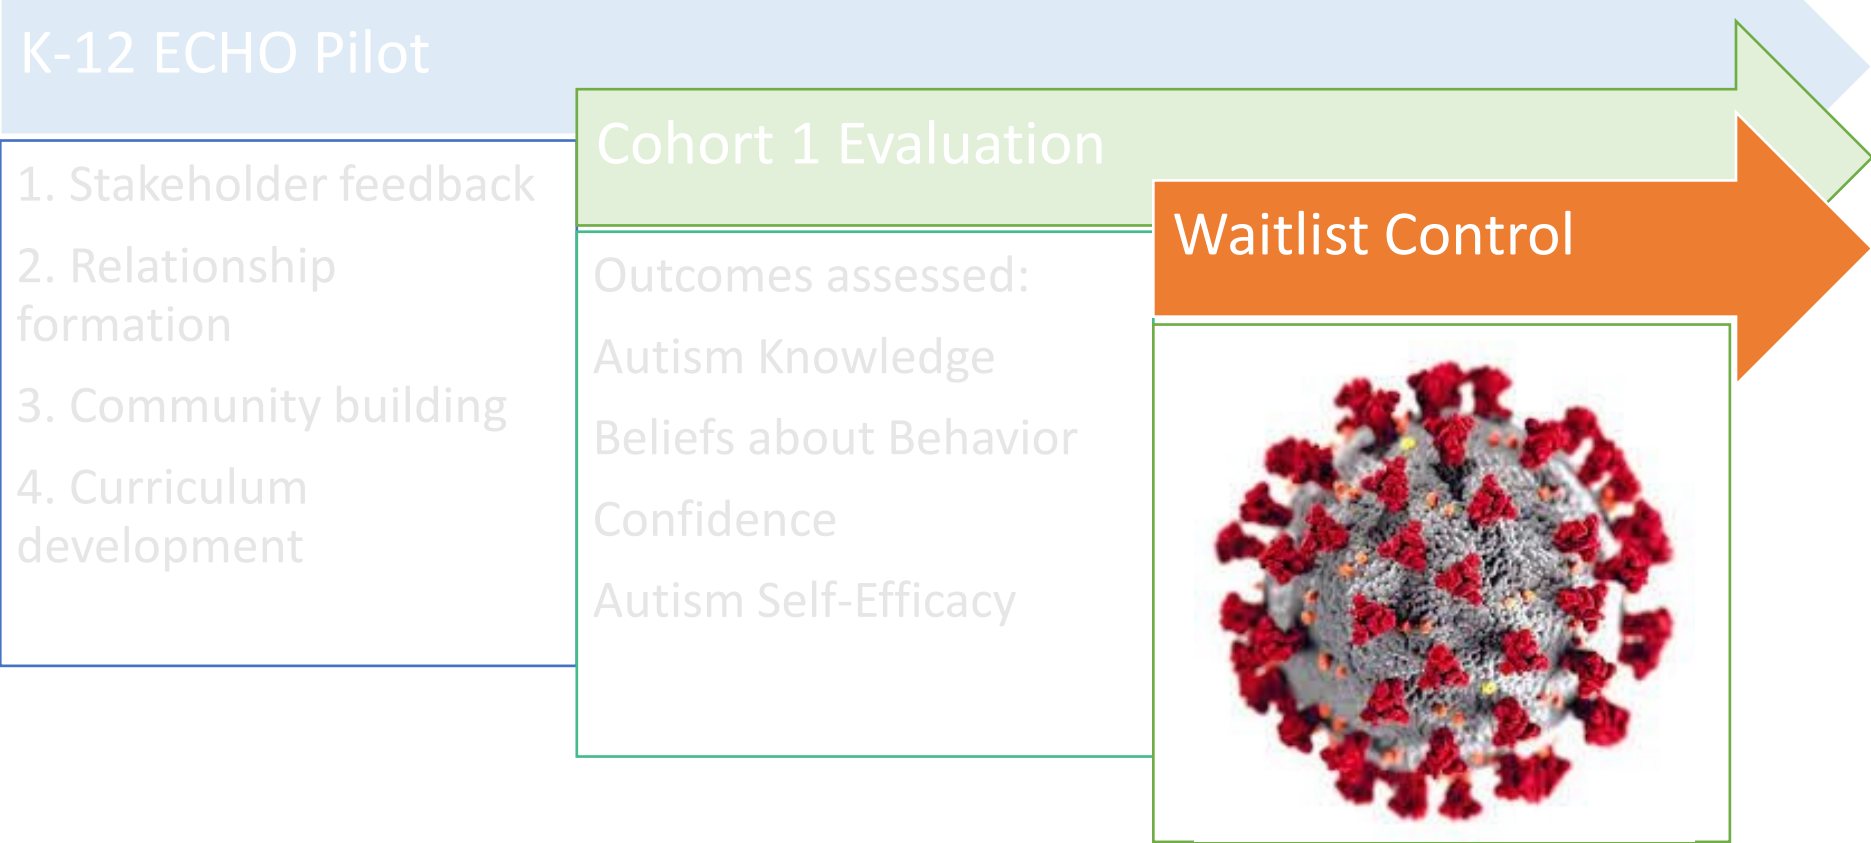 K-12 ECHO Pilot
1. Stakeholder feedback
2. Relationship
formation
3. Community building
4. Curriculum
development
Cohort 1 Evaluation
Outcomes assessed:
Autism Knowledge
Beliefs about Behavior
Confidence
Autism Self-Efficacy
Waitlist Control